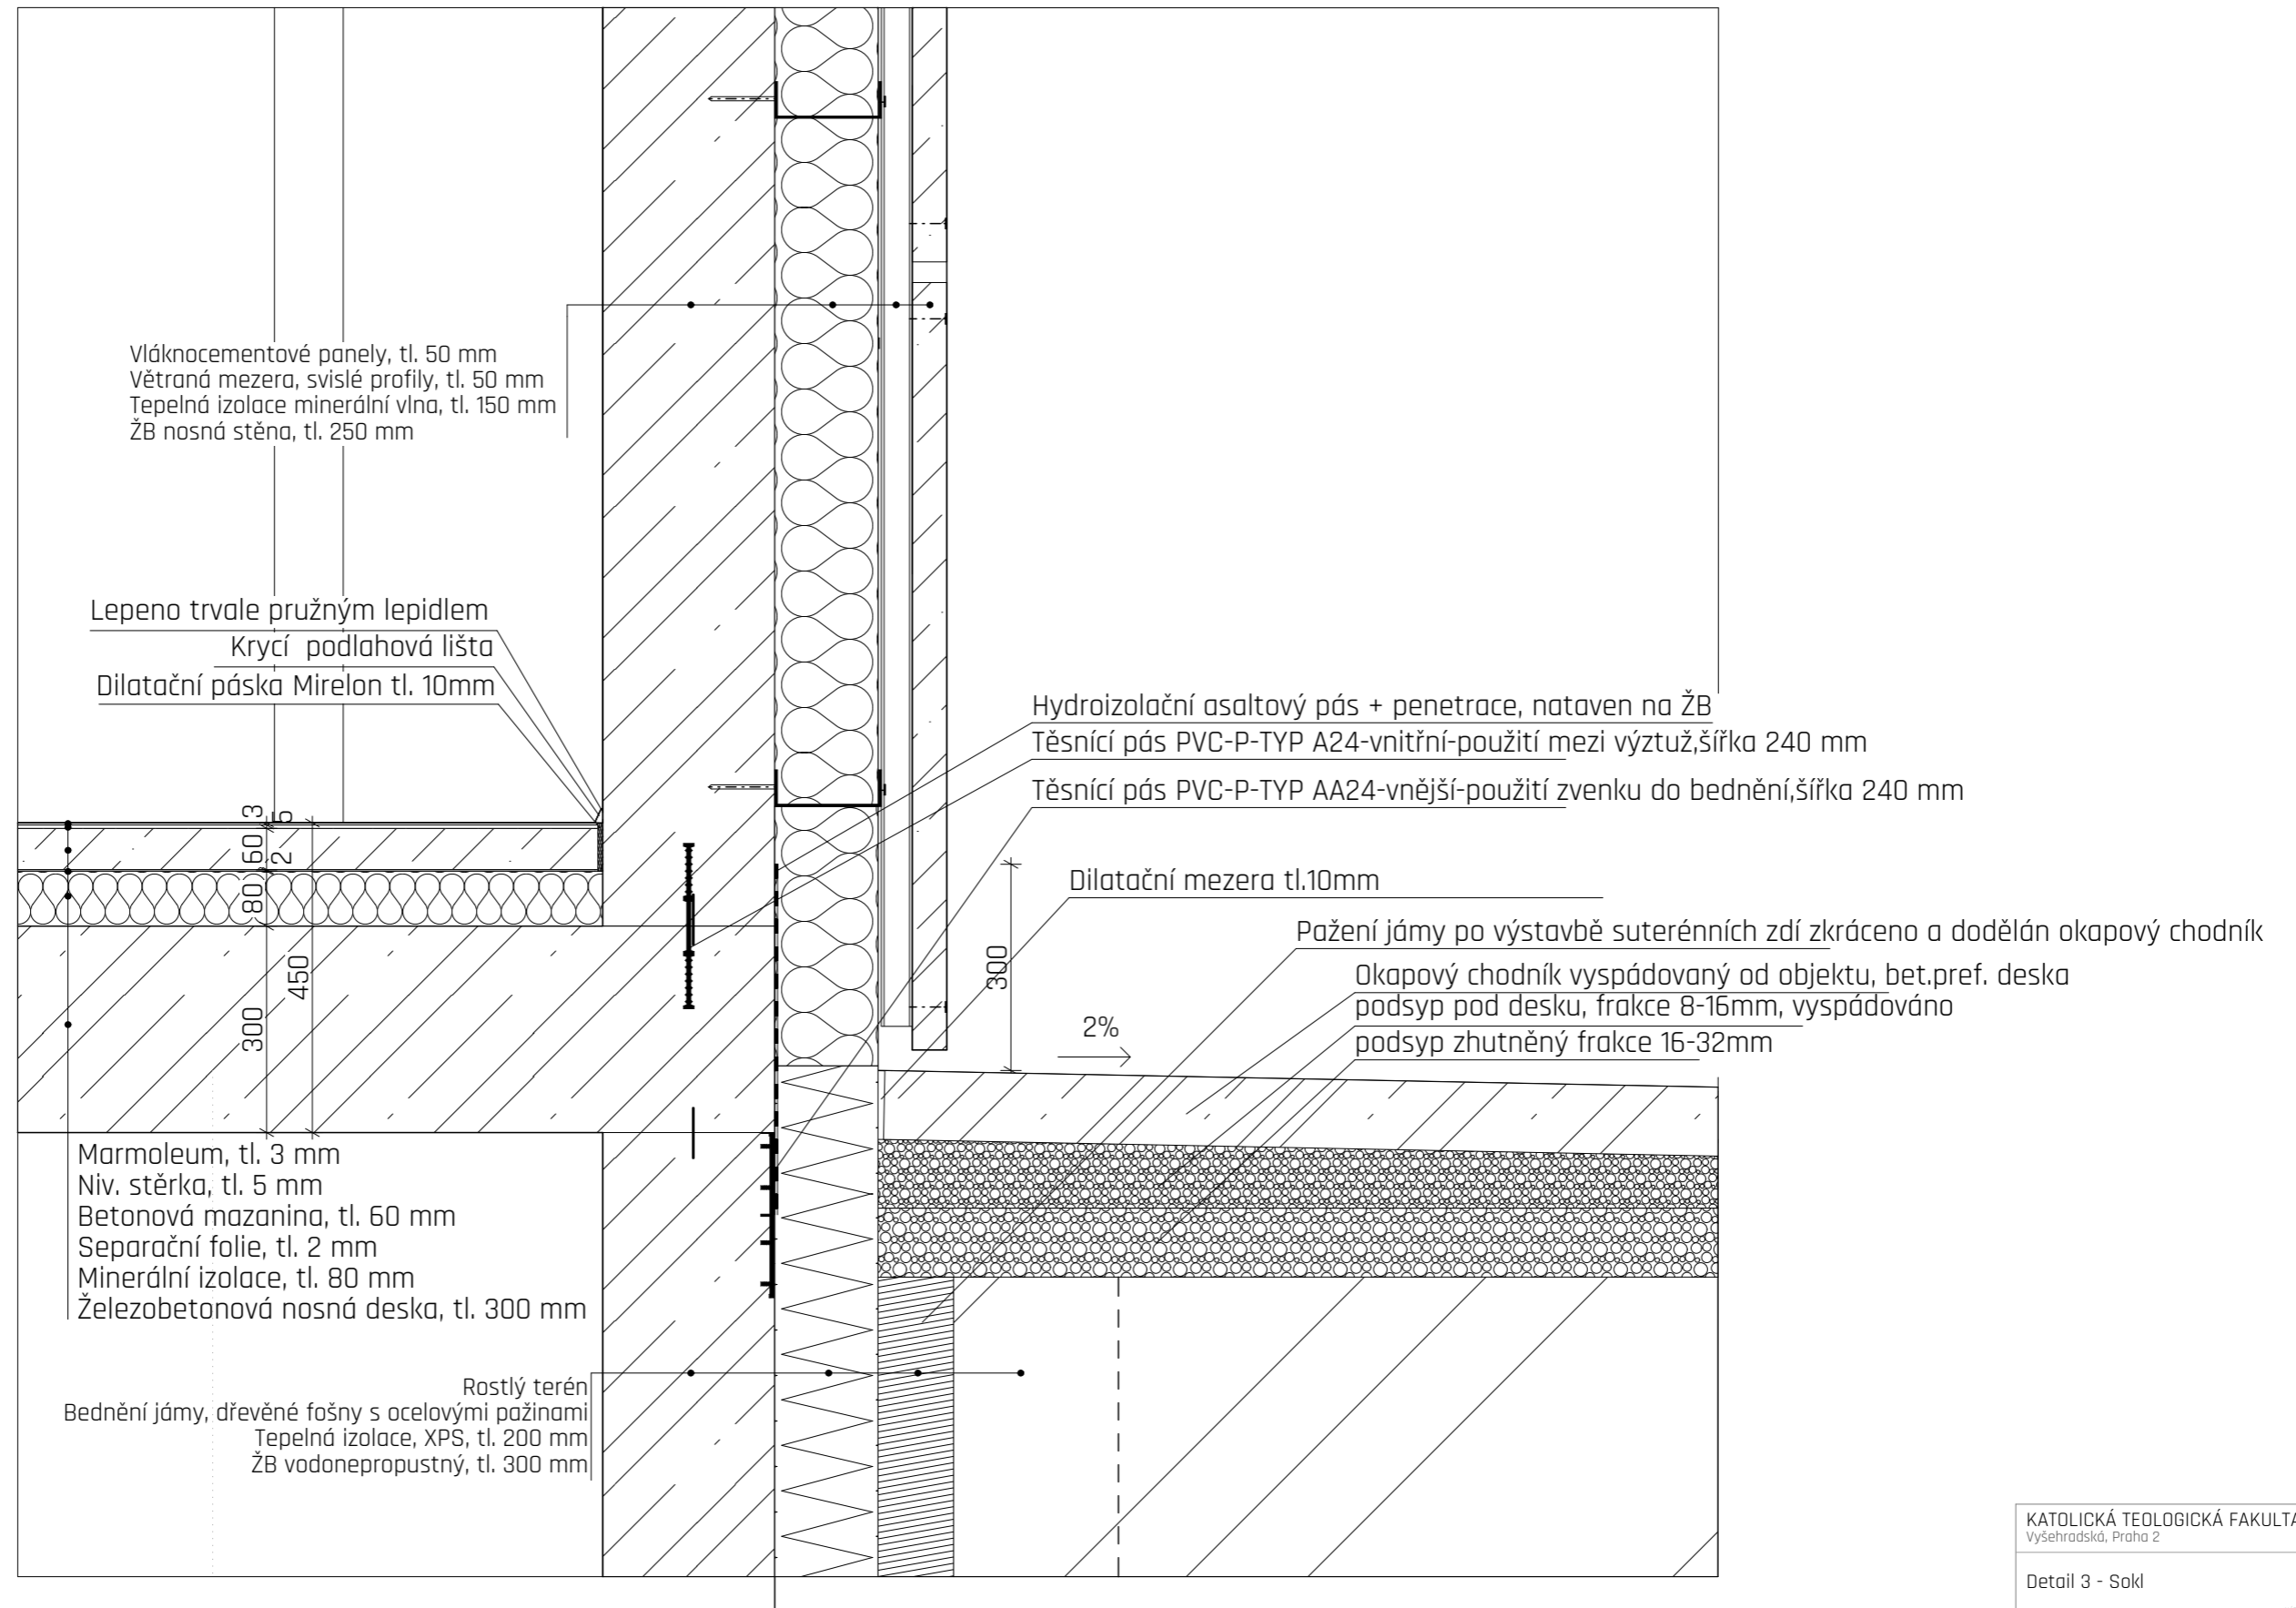 Vláknocementové panely, tl. 50 mm
Větraná mezera, svislé profily, tl. 50 mm
Tepelná izolace minerální vlna, tl. 150 mm
ŽB nosná stěna, tl. 250 mm
Lepeno trvale pružným lepidlem
Krycí podlahová lišta
Dilatační páska Mirelon tl. 10mm
Hydroizolační asaltový pás + penetrace, nataven na ŽB
Těsnící pás PVC-P-TYP A24-vnitřní-použití mezi výztuž,šířka 240 mm
Těsnící pás PVC-P-TYP AA24-vnější-použití zvenku do bednění,šířka 240 mm
3
5
60
2
80
300
450
300
Dilatační mezera tl.10mm
Pažení jámy po výstavbě suterénních zdí zkráceno a dodělán okapový chodník
Okapový chodník vyspádovaný od objektu, bet.pref. deska
podsyp pod desku, frakce 8-16mm, vyspádováno
podsyp zhutněný frakce 16-32mm
2%
Marmoleum, tl. 3 mm
Niv. stěrka, tl. 5 mm
Betonová mazanina, tl. 60 mm
Separační folie, tl. 2 mm
Minerální izolace, tl. 80 mm
Železobetonová nosná deska, tl. 300 mm
Rostlý terén
Bednění jámy, dřevěné fošny s ocelovými pažinami
Tepelná izolace, XPS, tl. 200 mm
ŽB vodonepropustný, tl. 300 mm
KATOLICKÁ TEOLOGICKÁ FAKULTA
Vyšehradská, Praha 2
Detail 3 - Sokl